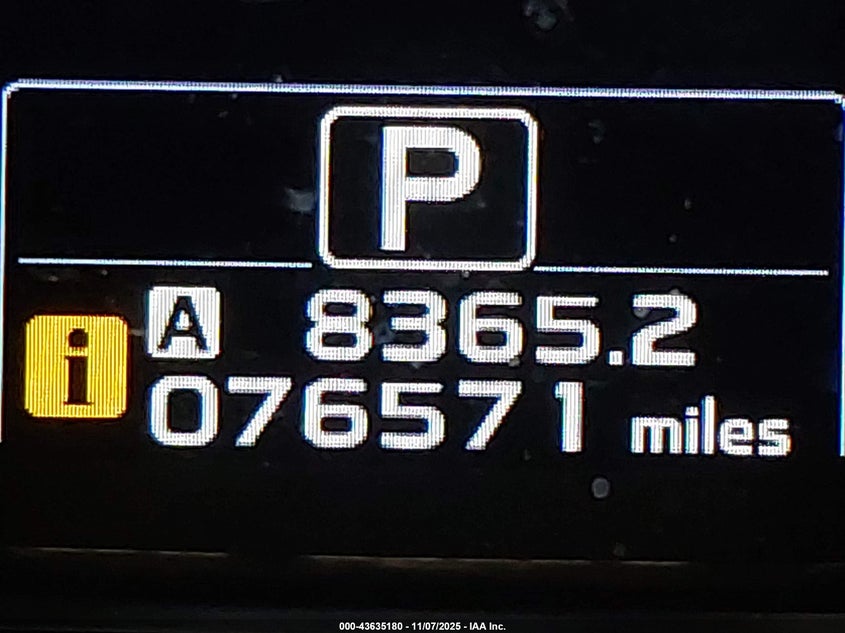 P
A 8365.2
i
076571 miles
000-43635180 - 11/07/2025 - IAA Inc.